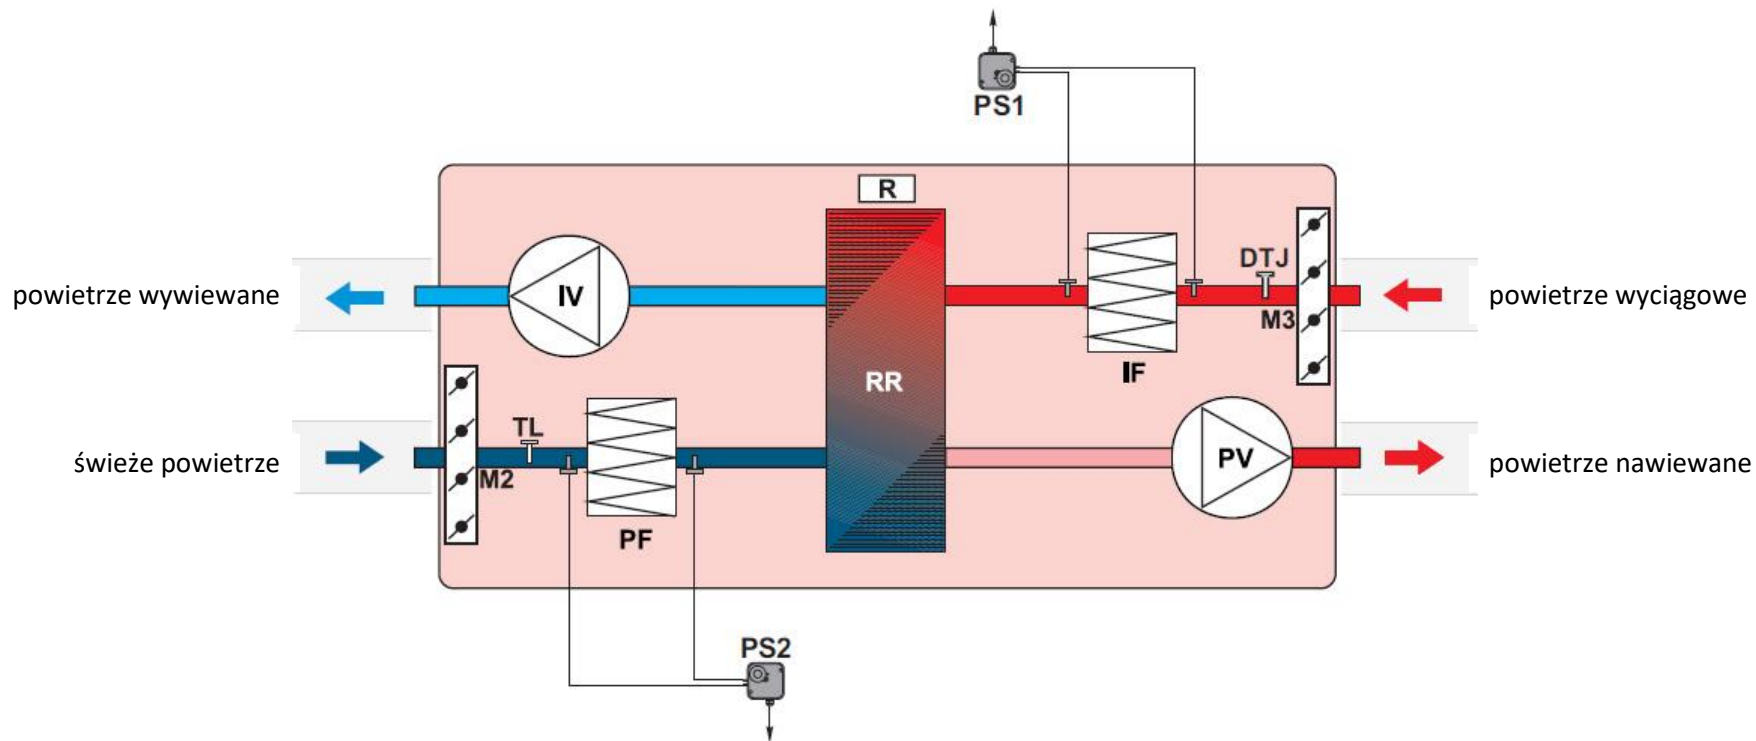 PS1
R
DTJ
powietrze wywiewane
IV
powietrze wyciągowe
M3
IF
RR
TL
świeże powietrze
M2
PV
powietrze nawiewane
PF
PS2